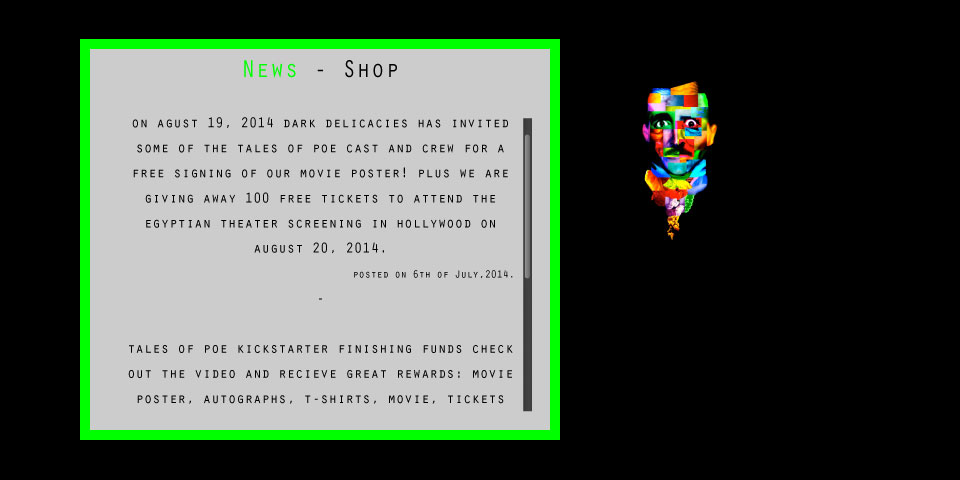 News - Shop
on agust 19, 2014 dark delicacies has invited
some of the tales of poe cast and crew for a
free signing of our movie poster! plus we are
giving away 100 free tickets to attend the
egyptian theater screening in hollywood on
august 20, 2014.
posted on 6th of July,2014.
-
tales of poe kickstarter finishing funds check
out the video and recieve great rewards: movie
poster, autographs, t-shirts, movie, tickets